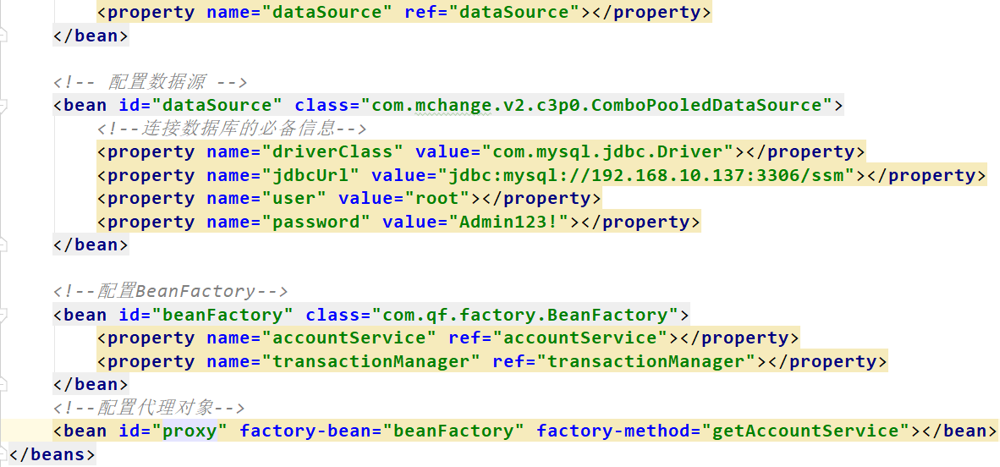 <property name="dataSource" ref="dataSource"></property>
</bean>
<!-- 配置数据源 -->
<bean id="dataSource" class="com.mchange.v2.c3p0.ComboPooledDataSource">
<!--连接数据库的必备信息-->
<property name="driverClass" value="com.mysql.jdbc.Driver"></property>
<property name="jdbcUrl" value="jdbc:mysql://192.168.10.137:3306/ssm"></property>
<property name="user" value="root"></property>
<property name="password" value="Admin123!"></property>
</bean>
<!--配置BeanFactory-->
<bean id="beanFactory" class="com.qf.factory.BeanFactory">
<property name="accountService" ref="accountService"></property>
<property name="transactionManager" ref="transactionManager"></property>
</bean>
<!--配置代理对象-->
<bean id="proxy" factory-bean="beanFactory" factory-method="getAccountService"></bean>
</beans>